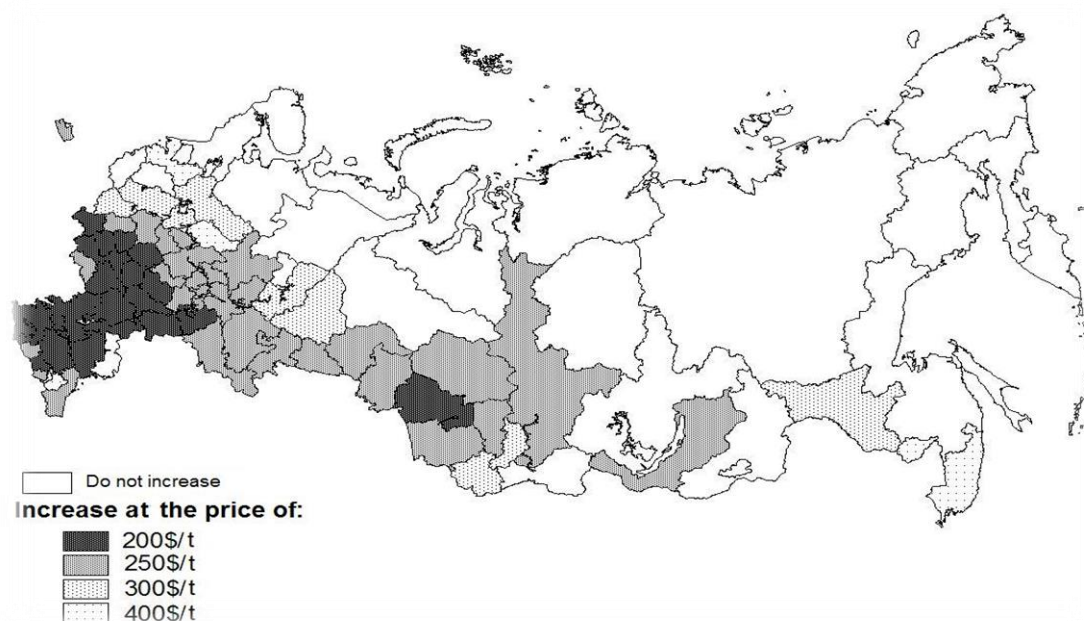 Do not increase
Increase at the price of:
200$/t
250$/t
300$/t
400$/t